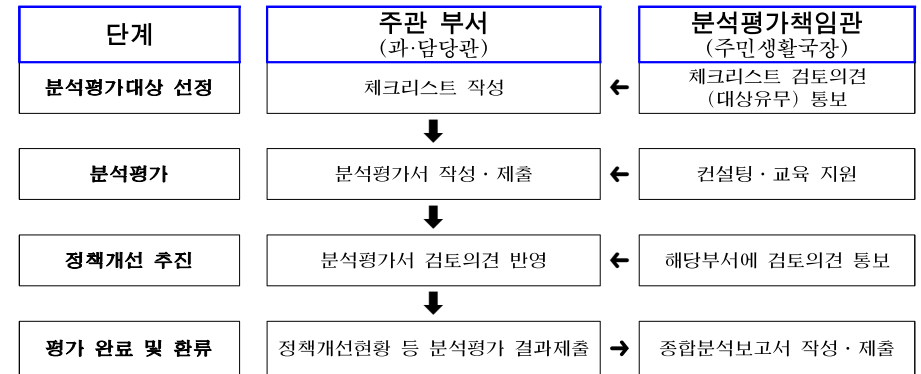 단계
주관 부서
(과·담당관)
분석평가책임관
(주민생활국장)
분석평가대상 선정
체크리스트 작성
체크리스트 검토의견
(대상유무) 통보
분석평가
분석평가서 작성·제출
컨설팅·교육 지원
정책개선 추진
분석평가서 검토의견 반영
해당부서에 검토의견 통보
평가 완료 및 환류
정책개선현황 등 분석평가 결과제출
종합분석보고서 작성·제출